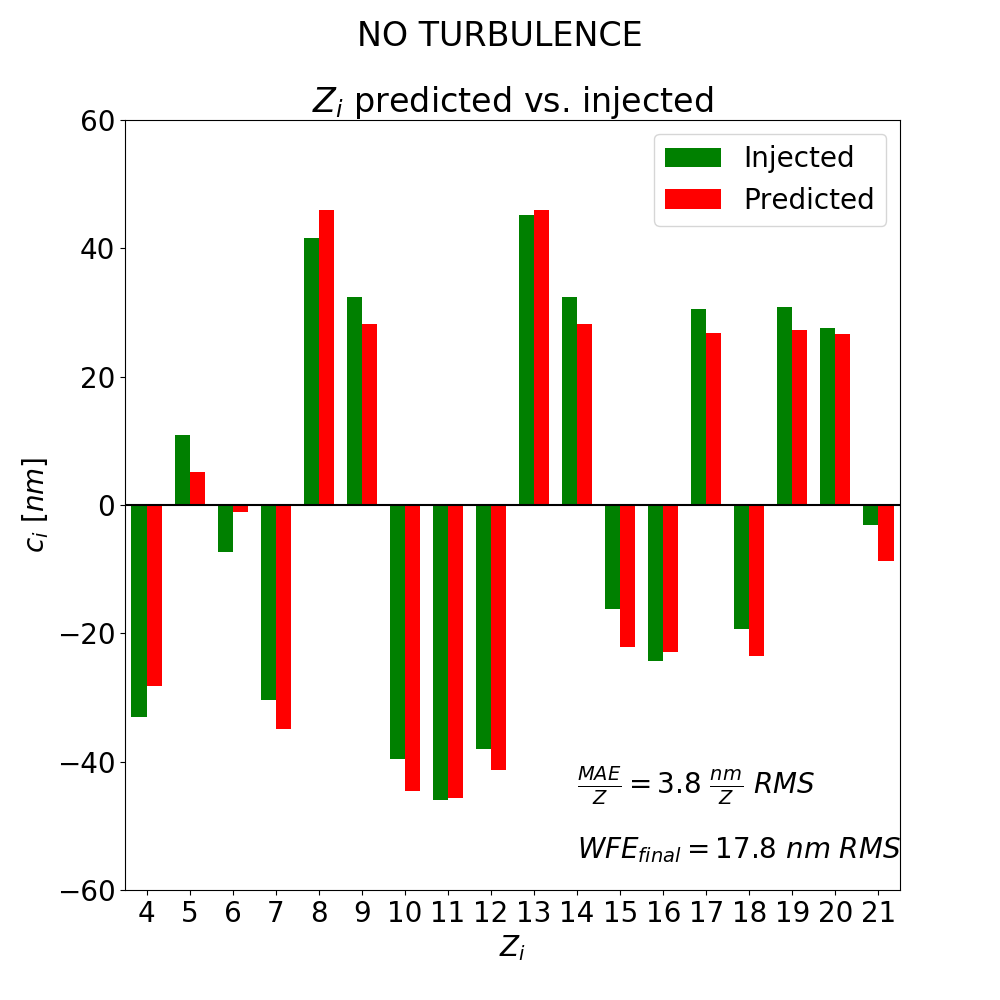 NO TURBULENCE
Z_i predicted vs. injected
Injected
Predicted
60
40
20
0
−20
−40
−60
c_i [nm]
MAE/Z = 3.8 nm/Z RMS
WFE_final = 17.8 nm RMS
4 5 6 7 8 9 10 11 12 13 14 15 16 17 18 19 20 21
Z_i